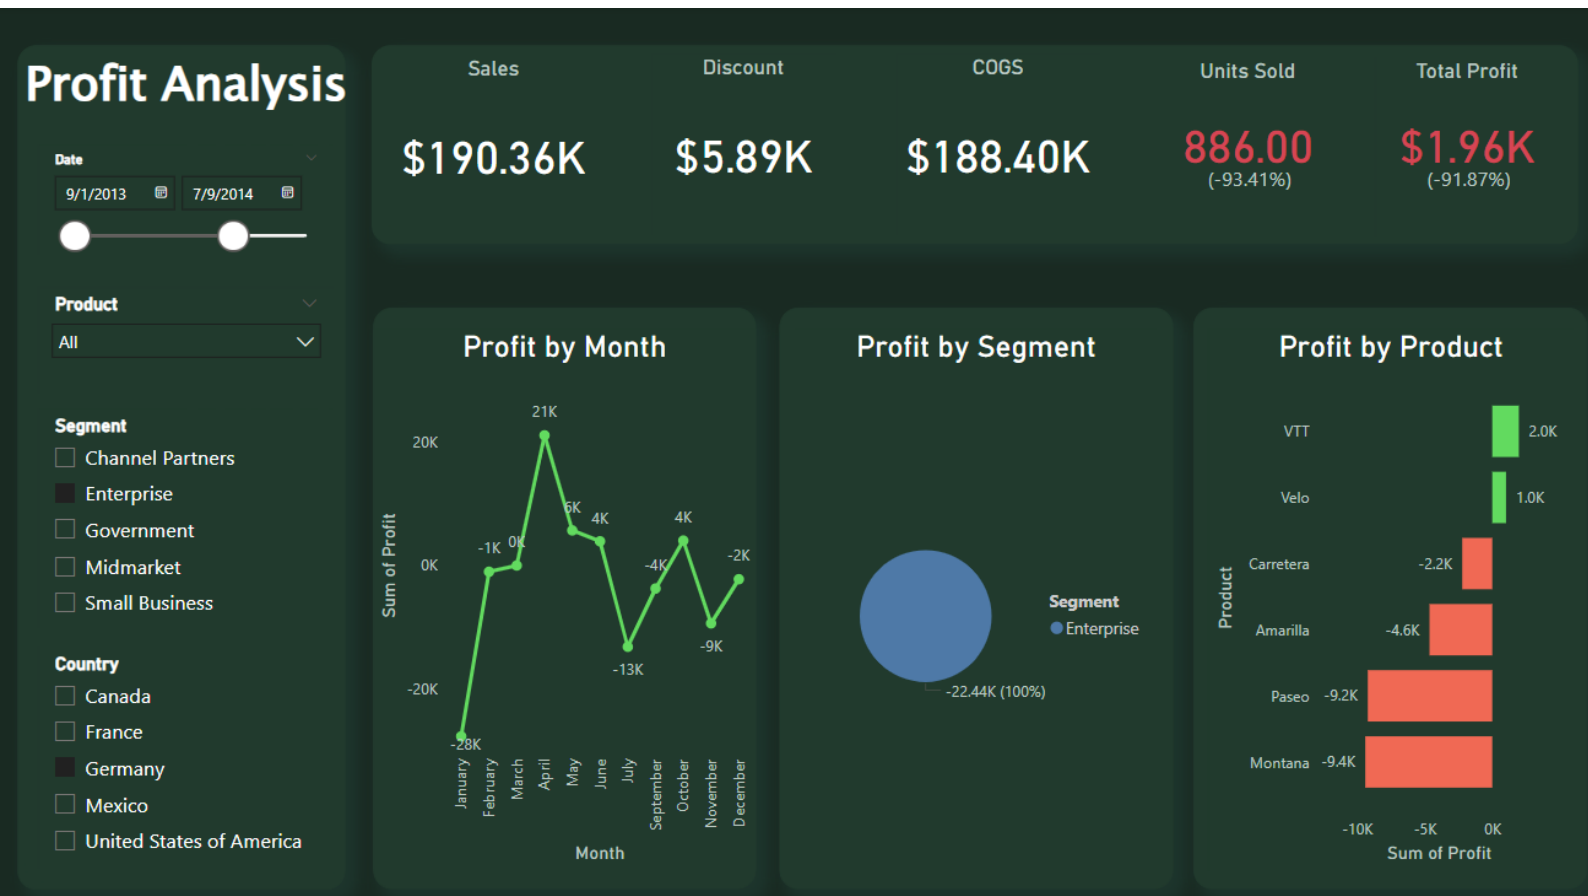 Profit Analysis
Date
9/1/2013
7/9/2014
Product
All
Segment
Channel Partners
Enterprise
Government
Midmarket
Small Business
Country
Canada
France
Germany
Mexico
United States of America
Sales
$190.36K
Discount
$5.89K
COGS
$188.40K
Units Sold
886.00
(-93.41%)
Total Profit
$1.96K
(-91.87%)
Profit by Month
Sum of Profit
20K
0K
-20K
-28K
-1K
0K
21K
6K
4K
-13K
-4K
4K
-9K
-2K
January
February
March
April
May
June
July
September
October
November
December
Month
Profit by Segment
-22.44K (100%)
Segment
Enterprise
Profit by Product
Product
VTT
2.0K
Velo
1.0K
Carretera
-2.2K
Amarilla
-4.6K
Paseo
-9.2K
Montana
-9.4K
-10K
-5K
0K
Sum of Profit